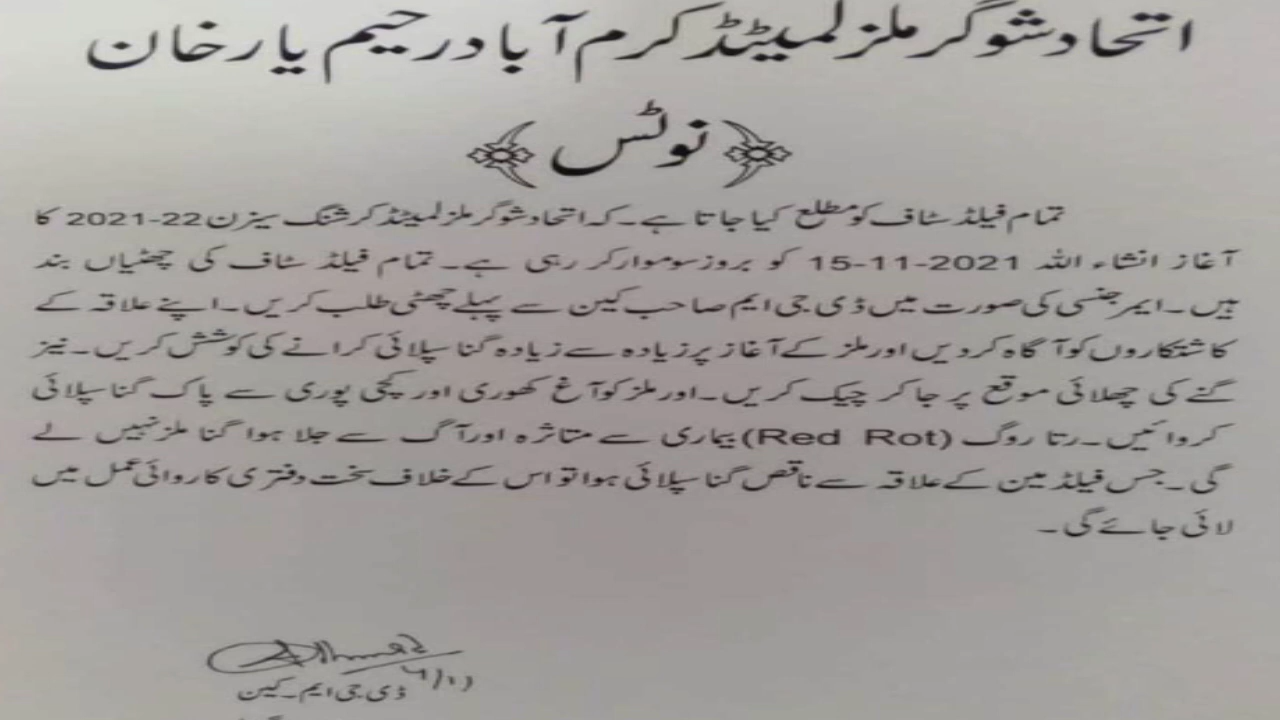 اتحاد شوگر ملز لمیٹڈ کرم آباد رحیم یار خان
نوٹس
تمام فیلڈ سٹاف کو مطلع کیا جاتا ہے۔ کہ اتحاد شوگر ملز لمیٹڈ کرشنگ سیزن 2021-22 کا
آغاز انشاء اللہ 15-11-2021 کو بروز سوموار کر رہی ہے۔ تمام فیلڈ سٹاف کی چھٹیاں بند
ہیں۔ ایمرجنسی کی صورت میں ڈی جی ایم صاحب کین سے پہلے چھٹی طلب کریں۔ اپنے علاقہ کے
کاشتکاروں کو آگاہ کر دیں اور ملز کے آغاز پر زیادہ سے زیادہ گنا سپلائی کرانے کی کوشش کریں۔ نیز
گنے کی چھلائی موقع پر جا کر چیک کریں۔ اور ملز کو آغ کھوری اور کچی پوری سے پاک گنا سپلائی
کروائیں۔ رتا روگ (Red Rot) بیماری سے متاثرہ اور آگ سے جلا ہوا گنا ملز نہیں لے
گی۔ جس فیلڈ مین کے علاقہ سے ناقص گنا سپلائی ہوا تو اس کے خلاف سخت دفتری کاروائی عمل میں
لائی جائے گی۔
ڈی جی ایم۔ کین